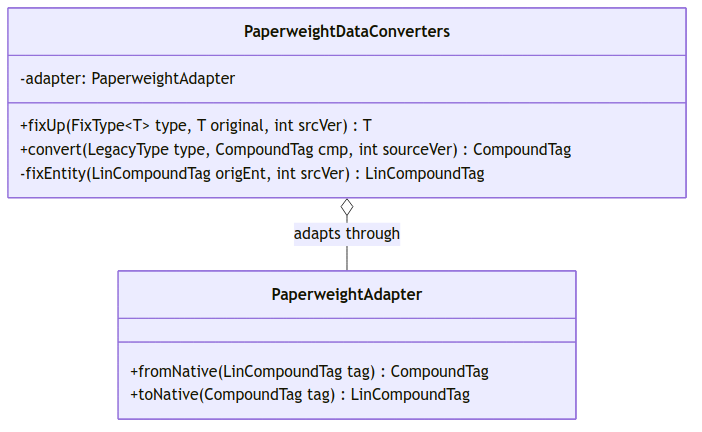 PaperweightDataConverters
-adapter: PaperweightAdapter
+fixUp(FixType<T> type, T original, int srcVer) : T
+convert(LegacyType type, CompoundTag cmp, int sourceVer) : CompoundTag
-fixEntity(LinCompoundTag origEnt, int srcVer) : LinCompoundTag
adapts through
PaperweightAdapter
+fromNative(LinCompoundTag tag) : CompoundTag
+toNative(CompoundTag tag) : LinCompoundTag